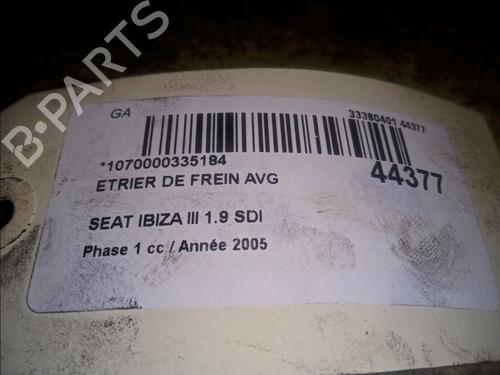 GA
33380401 44377
*1070000335184
44377
ETRIER DE FREIN AVG
SEAT IBIZA III 1.9 SDI
Phase 1 cc / Année 2005
B-PARTS